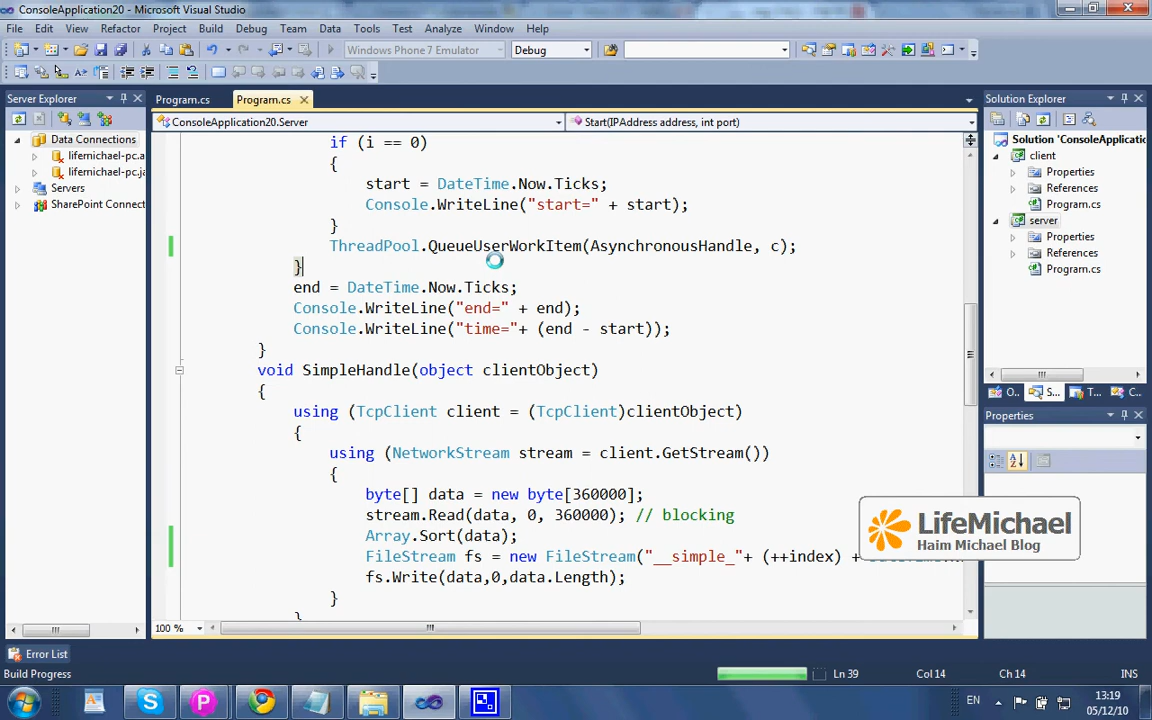 ConsoleApplication20 - Microsoft Visual Studio
File Edit View Refactor Project Build Debug Team Data Tools Test Analyze Window Help
Windows Phone 7 Emulator Debug
Server Explorer
Program.cs Program.cs
Solution Explorer
ConsoleApplication20.Server Start(IPAddress address, int port)
Data Connections
lifemichael-pc.a
lifemichael-pc.ja
Servers
SharePoint Connect
if (i == 0)
{
start = DateTime.Now.Ticks;
Console.WriteLine("start=" + start);
}
ThreadPool.QueueUserWorkItem(AsynchronousHandle, c);
}
end = DateTime.Now.Ticks;
Console.WriteLine("end=" + end);
Console.WriteLine("time="+ (end - start));
}
void SimpleHandle(object clientObject)
{
using (TcpClient client = (TcpClient)clientObject)
{
using (NetworkStream stream = client.GetStream())
{
byte[] data = new byte[360000];
stream.Read(data, 0, 360000); // blocking
Array.Sort(data);
FileStream fs = new FileStream("__simple_"+ (++index) +
fs.Write(data,0,data.Length);
}
Solution 'ConsoleApplicatio
client
Properties
References
Program.cs
server
Properties
References
Program.cs
O... S... T... C...
Properties
LifeMichael
Haim Michael Blog
100 %
Error List
Build Progress Ln 39 Col 14 Ch 14 INS
EN 13:19
05/12/10